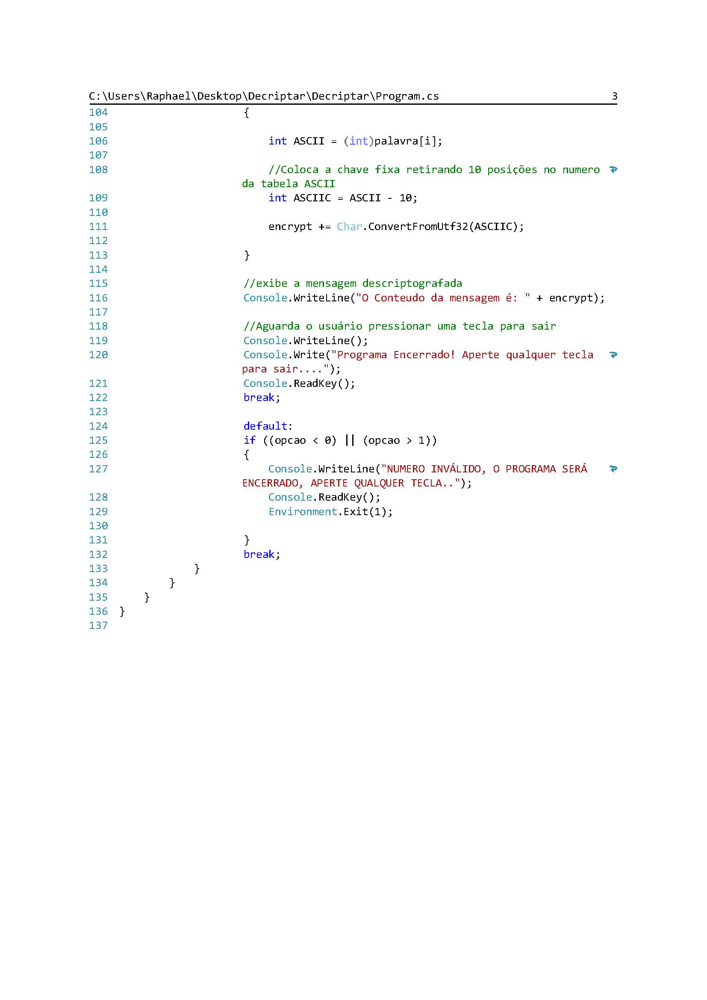 C:\Users\Raphael\Desktop\Decriptar\Decriptar\Program.cs 3
104 {
105
106 int ASCII = (int)palavra[i];
107
108 //Coloca a chave fixa retirando 10 posições no numero
da tabela ASCII
109 int ASCIIC = ASCII - 10;
110
111 encrypt += Char.ConvertFromUtf32(ASCIIC);
112
113 }
114
115 //exibe a mensagem descriptografada
116 Console.WriteLine("O Conteudo da mensagem é: " + encrypt);
117
118 //Aguarda o usuário pressionar uma tecla para sair
119 Console.WriteLine();
120 Console.Write("Programa Encerrado! Aperte qualquer tecla
para sair....");
121 Console.ReadKey();
122 break;
123
124 default:
125 if ((opcao < 0) || (opcao > 1))
126 {
127 Console.WriteLine("NUMERO INVÁLIDO, O PROGRAMA SERÁ
ENCERRADO, APERTE QUALQUER TECLA..");
128 Console.ReadKey();
129 Environment.Exit(1);
130
131 }
132 break;
133 }
134 }
135 }
136 }
137